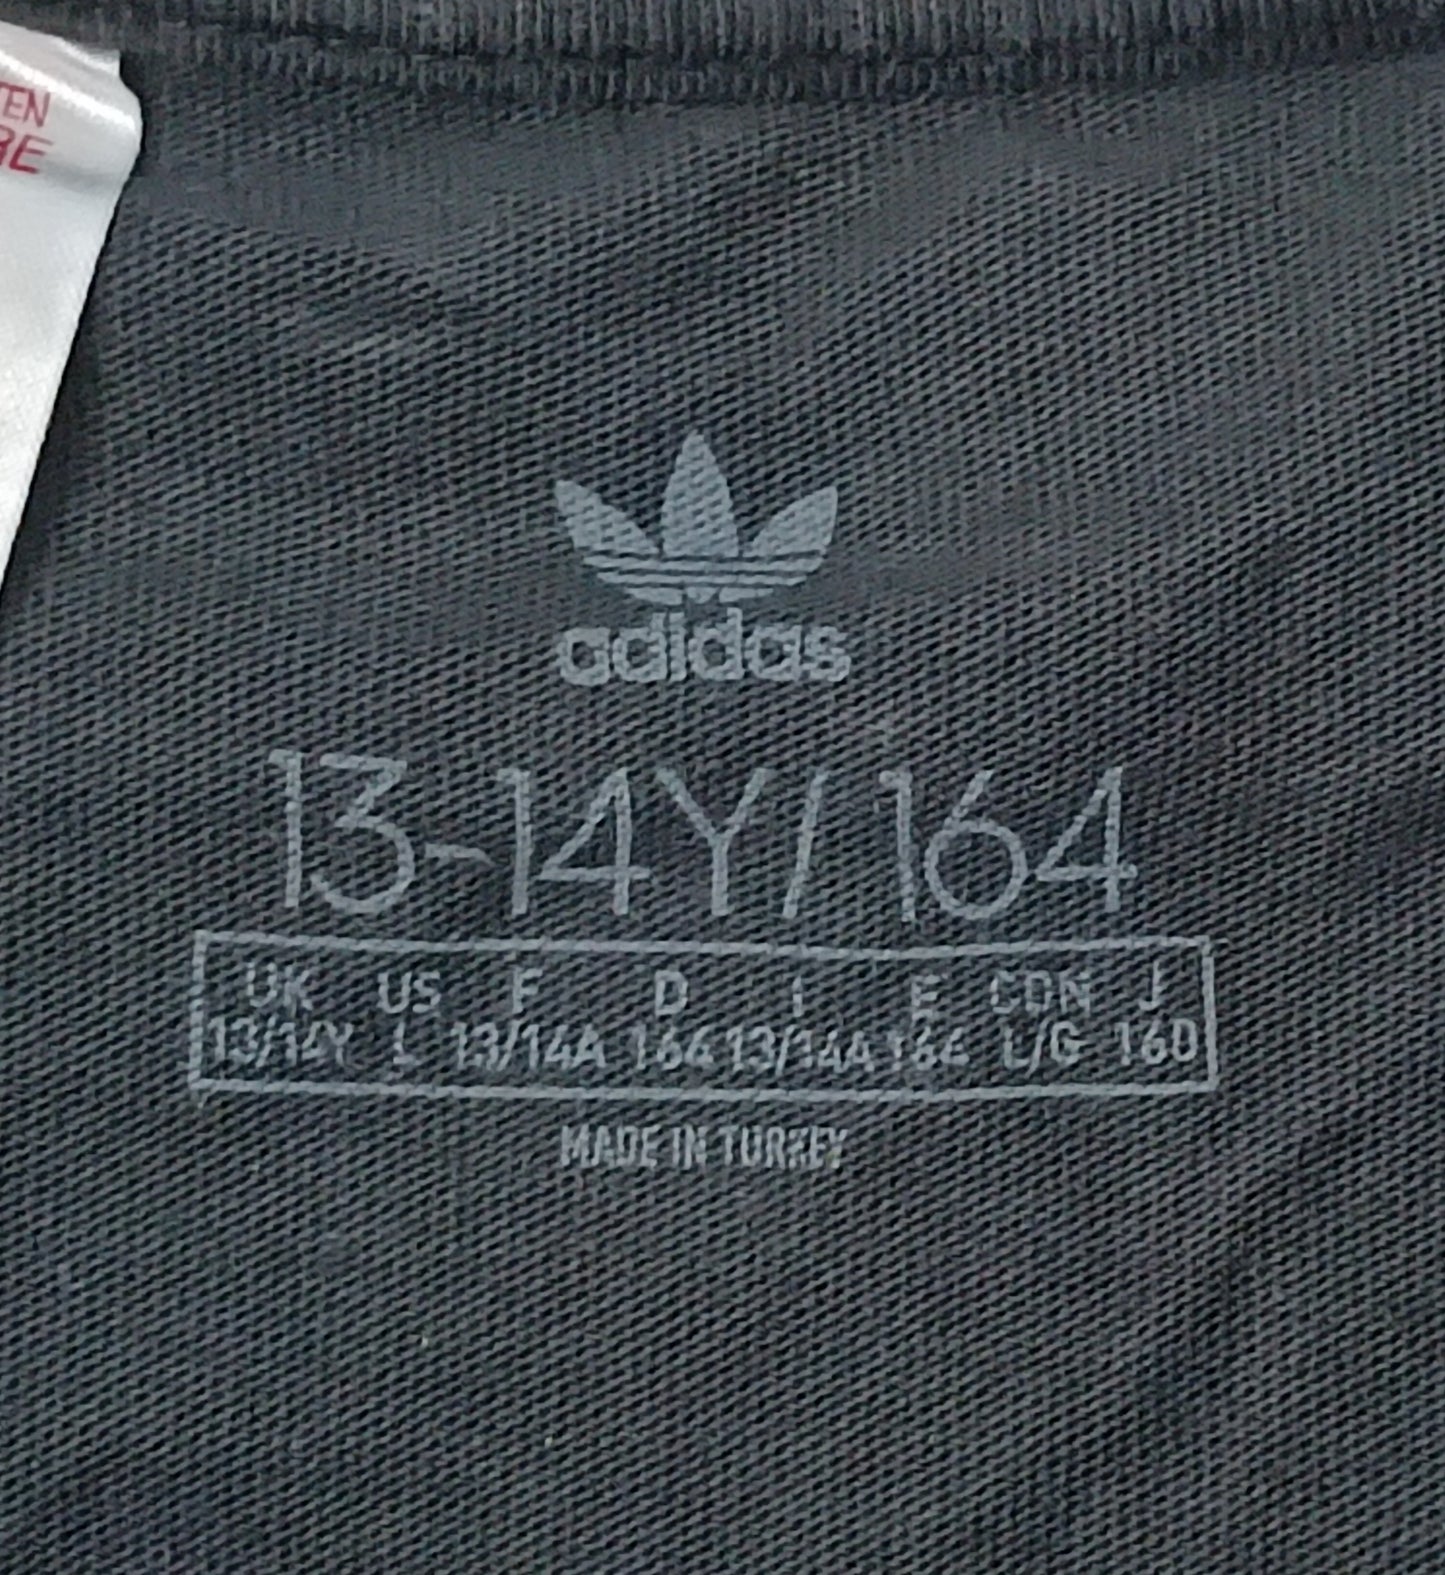 BE
adidas
13-14Y/164
UK US F D I E CDN J
13/14Y L 13/14A 164 13/14A 164 L/G 160
MADE IN TURKEY